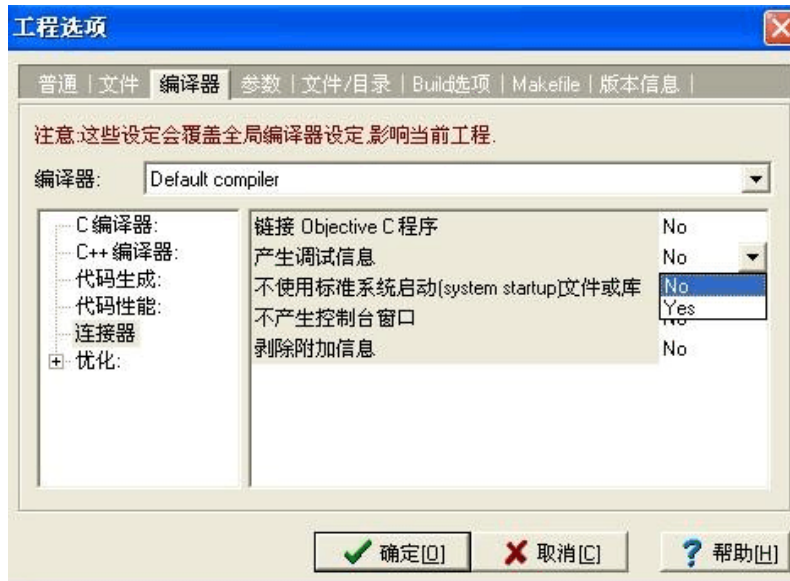 工程选项
普通 | 文件 编译器 参数 | 文件/目录 | Build选项 | Makefile | 版本信息 |
注意:这些设定会覆盖全局编译器设定,影响当前工程.
编译器: Default compiler
C 编译器:
C++ 编译器:
代码生成:
代码性能:
连接器
优化:
链接 Objective C 程序 No
产生调试信息 No
不使用标准系统启动(system startup)文件或库 No
Yes
不产生控制台窗口 No
剥除附加信息 No
确定[O] 取消[C] 帮助[H]